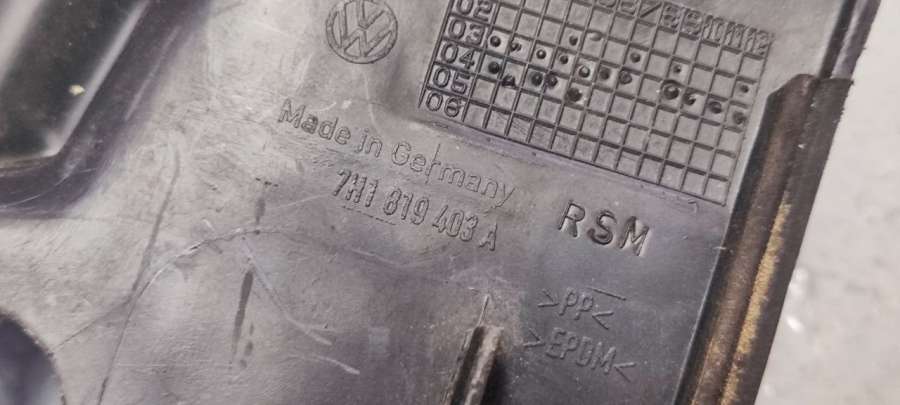 02
03
04
05
06
Made in Germany
7H1 819 403 A
RSM
>PP<
>EPDM<